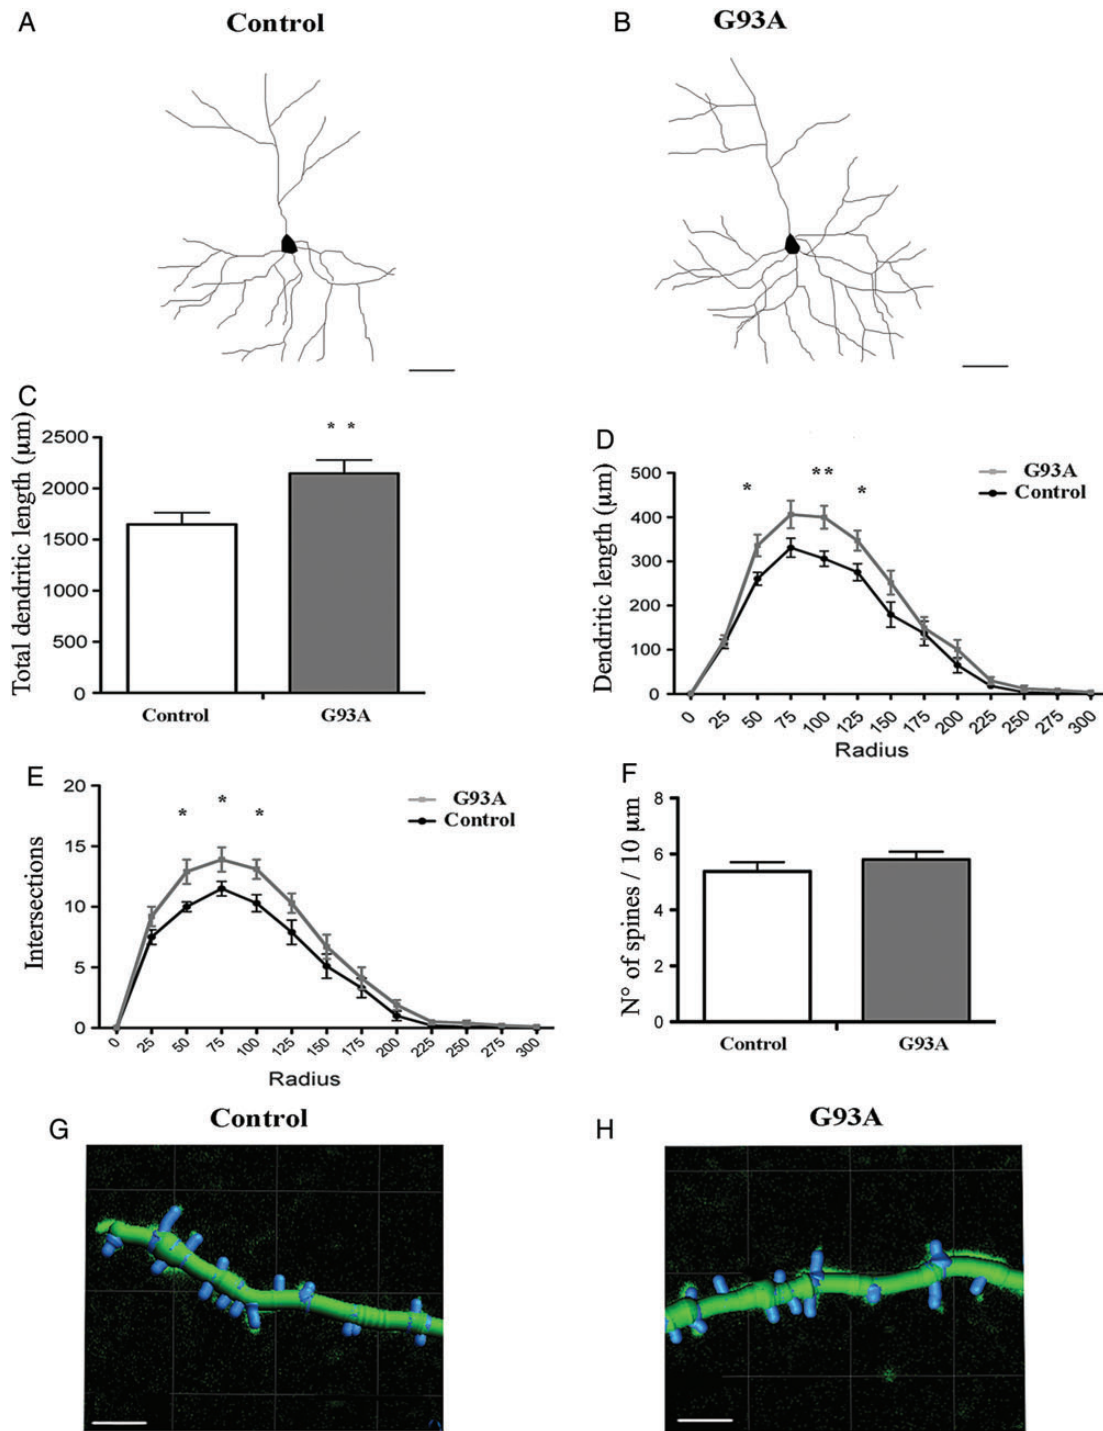 A
Control
B
G93A
C
Total dendritic length (µm)
2500
2000
1500
1000
500
0
* *
Control
G93A
D
Dendritic length (µm)
500
400
300
200
100
0
*
**
*
G93A
Control
0
25
50
75
100
125
150
175
200
225
250
275
300
Radius
E
Intersections
20
15
10
5
0
*
*
*
G93A
Control
0
25
50
75
100
125
150
175
200
225
250
275
300
Radius
F
N° of spines / 10 µm
8
6
4
2
0
Control
G93A
G
Control
H
G93A